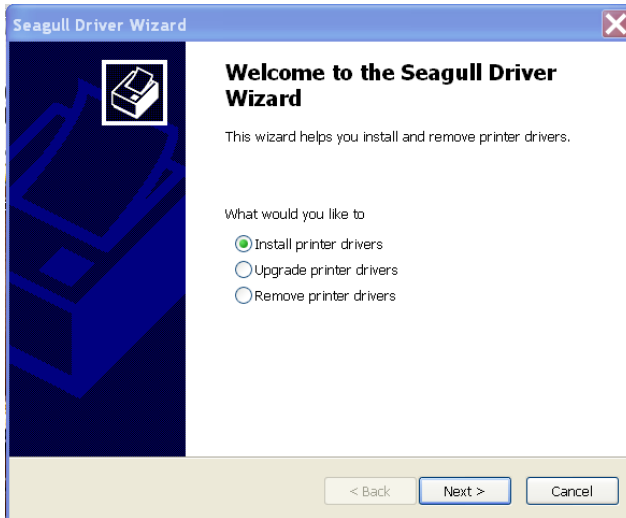 Seagull Driver Wizard
Welcome to the Seagull Driver
Wizard
This wizard helps you install and remove printer drivers.
What would you like to
Install printer drivers
Upgrade printer drivers
Remove printer drivers
< Back Next > Cancel